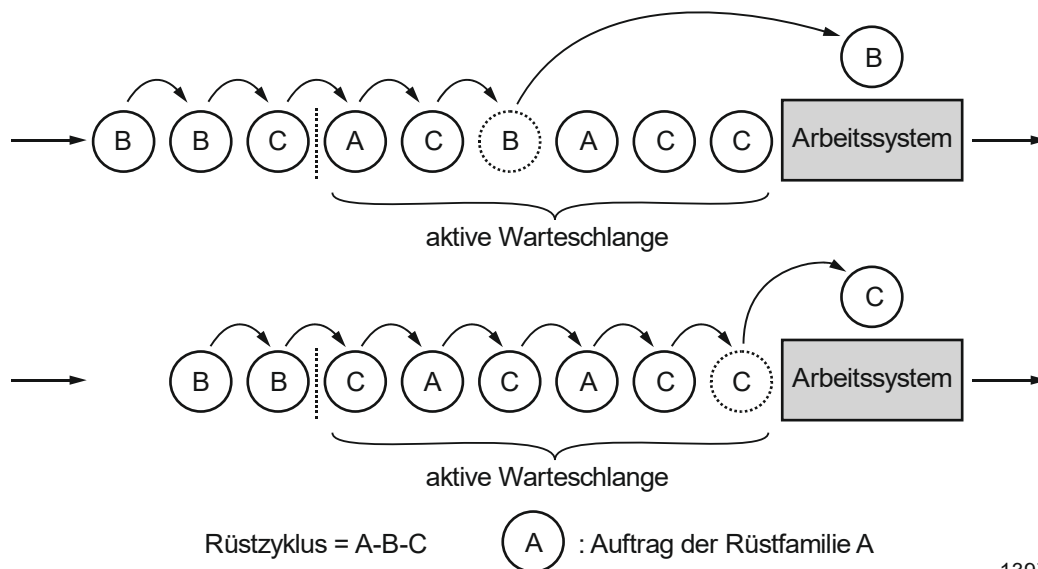 B
B B C A C B A C C Arbeitssystem
aktive Warteschlange
C
B B C A C A C C Arbeitssystem
aktive Warteschlange
Rüstzyklus = A-B-C A : Auftrag der Rüstfamilie A